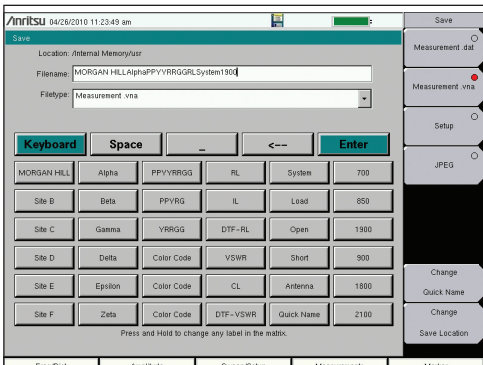 Anritsu 04/26/2010 11:23:49 am
Save
Save
Location: /Internal Memory/usr
Filename: MORGAN HILLAlphaPPYYRRGGRLSystem1900
Filetype: Measurement .vna
Keyboard Space _ <-- Enter
MORGAN HILL Alpha PPYYRRGG RL System 700
Site B Beta PPYRG IL Load 850
Site C Gamma YRRGG DTF-RL Open 1900
Site D Delta Color Code VSWR Short 900
Site E Epsilon Color Code CL Antenna 1800
Site F Zeta Color Code DTF-VSWR Quick Name 2100
Press and Hold to change any label in the matrix.
Measurement .dat
Measurement .vna
Setup
JPEG
Change
Quick Name
Change
Save Location